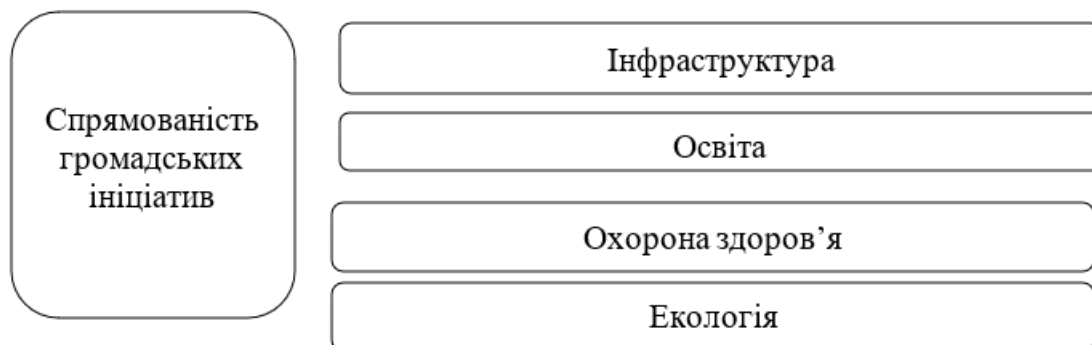 Спрямованість
громадських
ініціатив
Інфраструктура
Освіта
Охорона здоров’я
Екологія